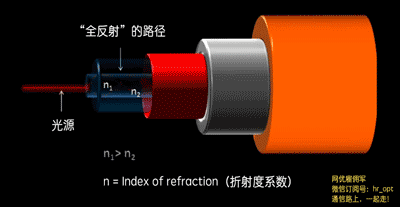 “全反射”的路径
n₁
n₂
光源
n₁> n₂
n = Index of refraction（折射度系数）
网优雇佣军
微信订阅号：hr_opt
通信路上，一起走！